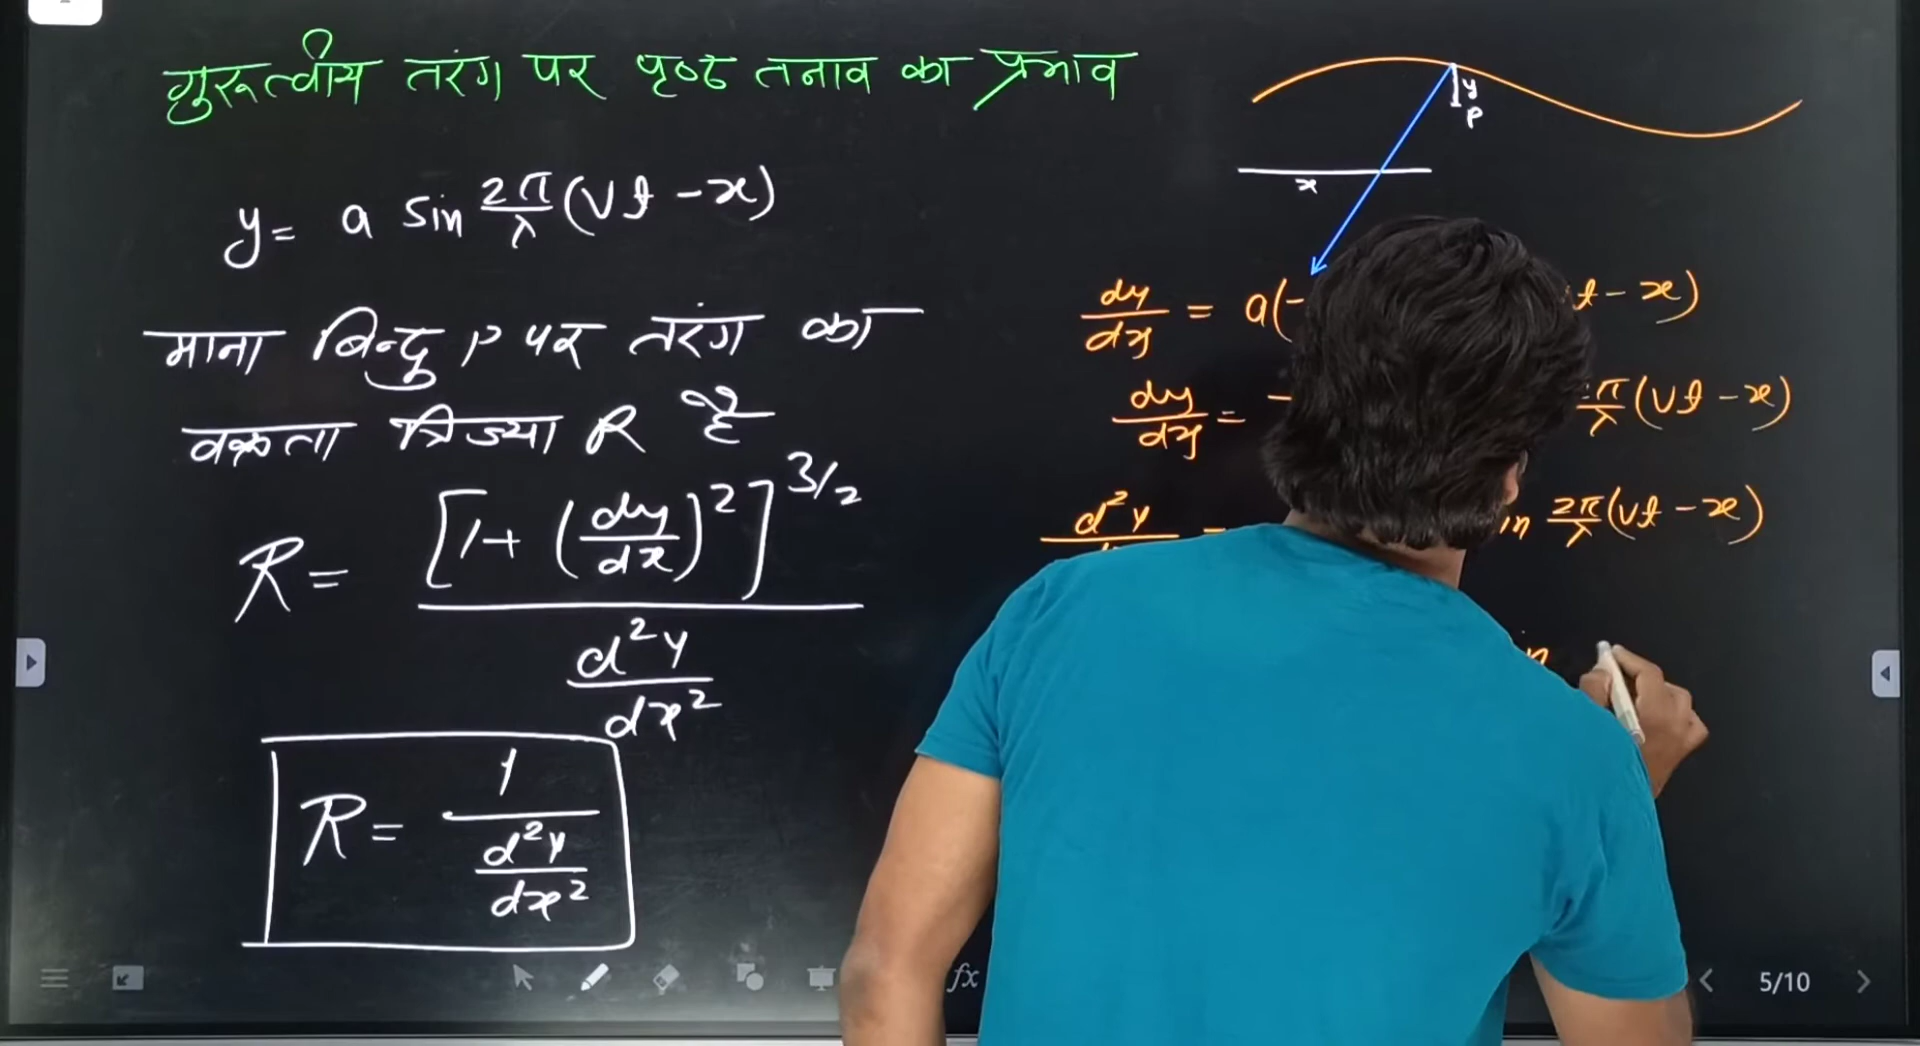 गुरूत्वीय तरंग पर पृष्ट तनाव का प्रभाव
y = a sin 2π/λ (Vt - x)
माना बिन्दु P पर तरंग का
वक्रता त्रिज्या R है
R = [1 + (dy/dx)²]^3/2 / d²y/dx²
R = 1 / d²y/dx²
y
P
x
dy/dx = a(- t - x)
dy/dx = - 2π/λ (Vt - x)
d²y = - in 2π/λ (Vt - x)
in
fx
5/10